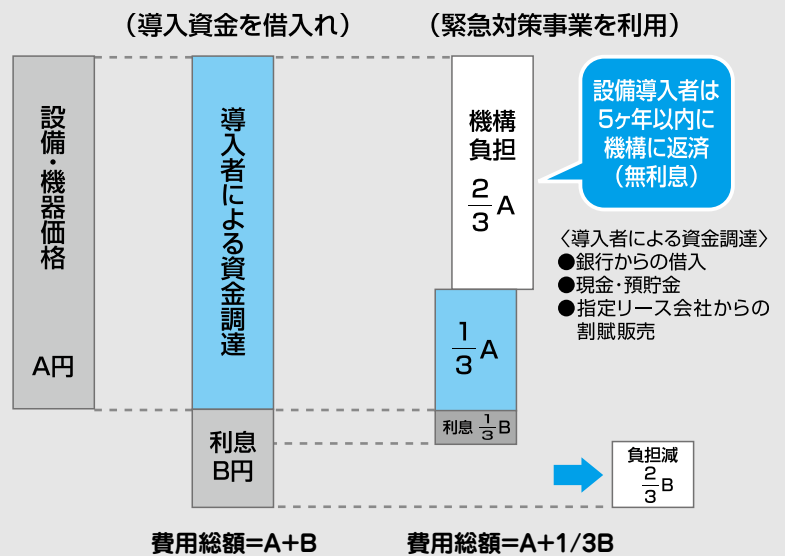 （導入資金を借入れ）
（緊急対策事業を利用）
設備・機器価格
A円
導入者による資金調達
利息
B円
機構
負担
2/3 A
設備導入者は
5ヶ年以内に
機構に返済
（無利息）
〈導入者による資金調達〉
●銀行からの借入
●現金・預貯金
●指定リース会社からの
割賦販売
1/3 A
利息 1/3 B
負担減
2/3 B
費用総額=A+B
費用総額=A+1/3B